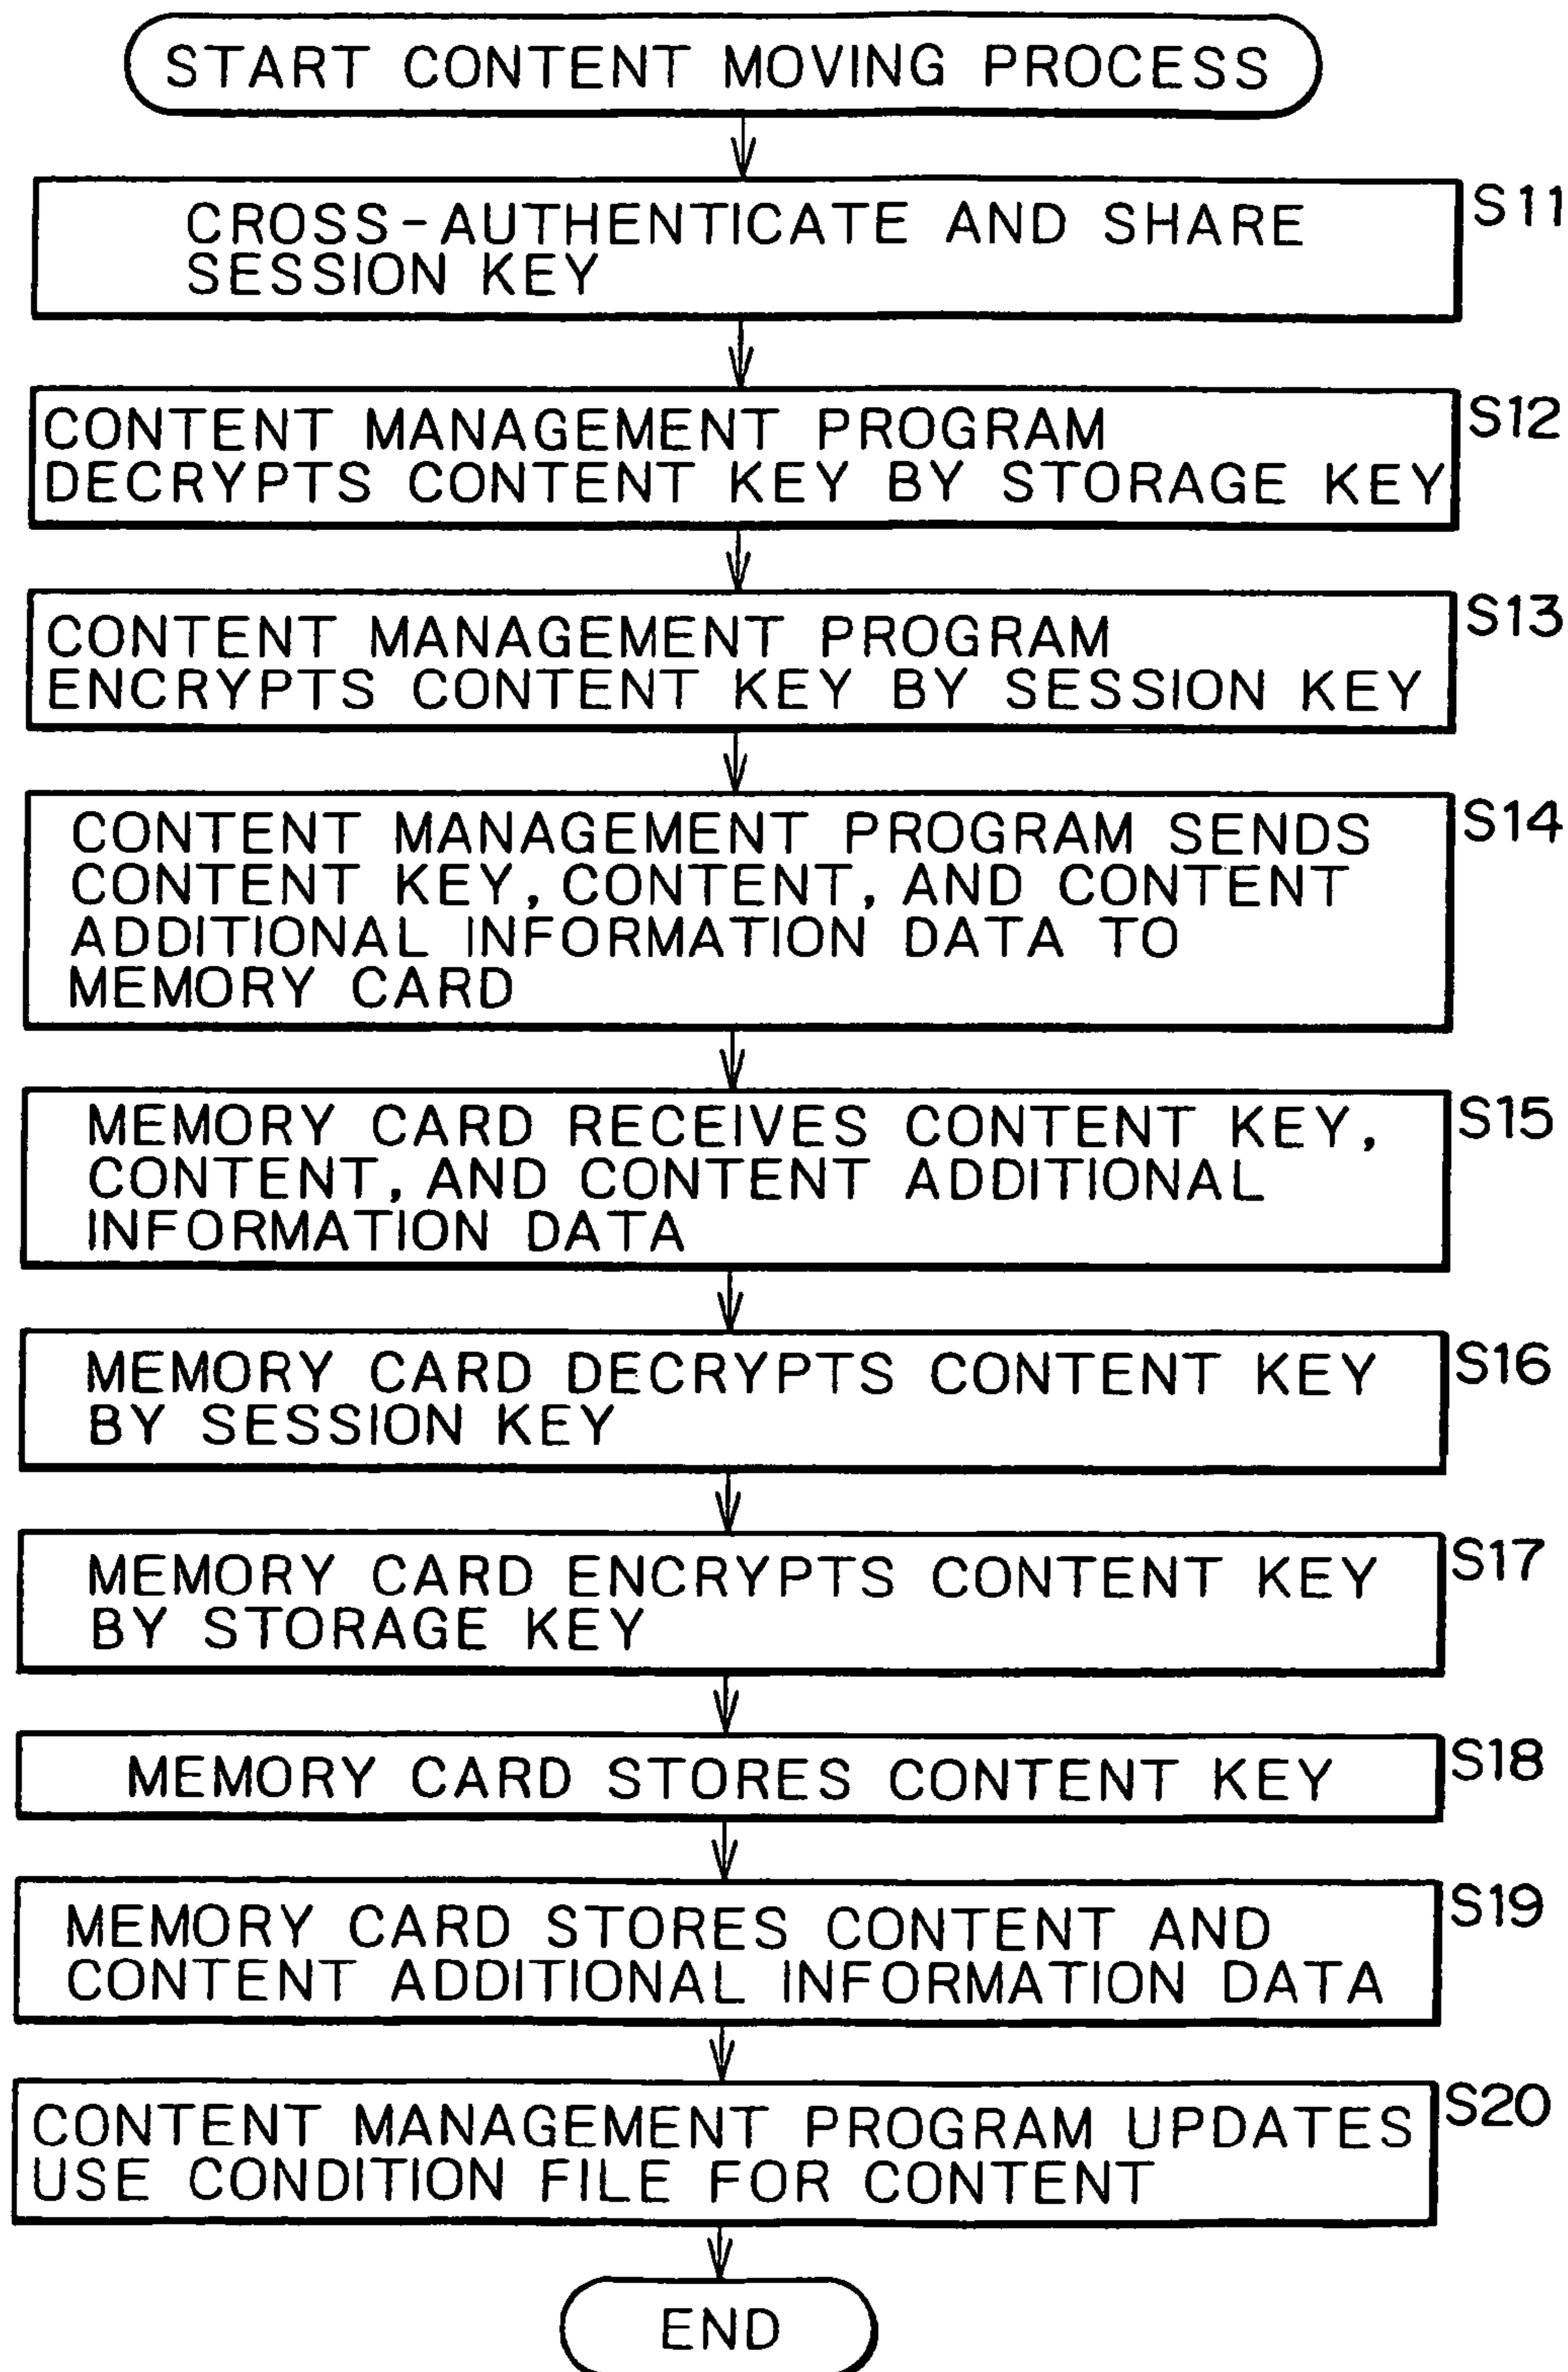 START CONTENT MOVING PROCESS
S11
CROSS-AUTHENTICATE AND SHARE
SESSION KEY
S12
CONTENT MANAGEMENT PROGRAM
DECRYPTS CONTENT KEY BY STORAGE KEY
S13
CONTENT MANAGEMENT PROGRAM
ENCRYPTS CONTENT KEY BY SESSION KEY
S14
CONTENT MANAGEMENT PROGRAM SENDS
CONTENT KEY, CONTENT, AND CONTENT
ADDITIONAL INFORMATION DATA TO
MEMORY CARD
S15
MEMORY CARD RECEIVES CONTENT KEY,
CONTENT, AND CONTENT ADDITIONAL
INFORMATION DATA
S16
MEMORY CARD DECRYPTS CONTENT KEY
BY SESSION KEY
S17
MEMORY CARD ENCRYPTS CONTENT KEY
BY STORAGE KEY
S18
MEMORY CARD STORES CONTENT KEY
S19
MEMORY CARD STORES CONTENT AND
CONTENT ADDITIONAL INFORMATION DATA
S20
CONTENT MANAGEMENT PROGRAM UPDATES
USE CONDITION FILE FOR CONTENT
END